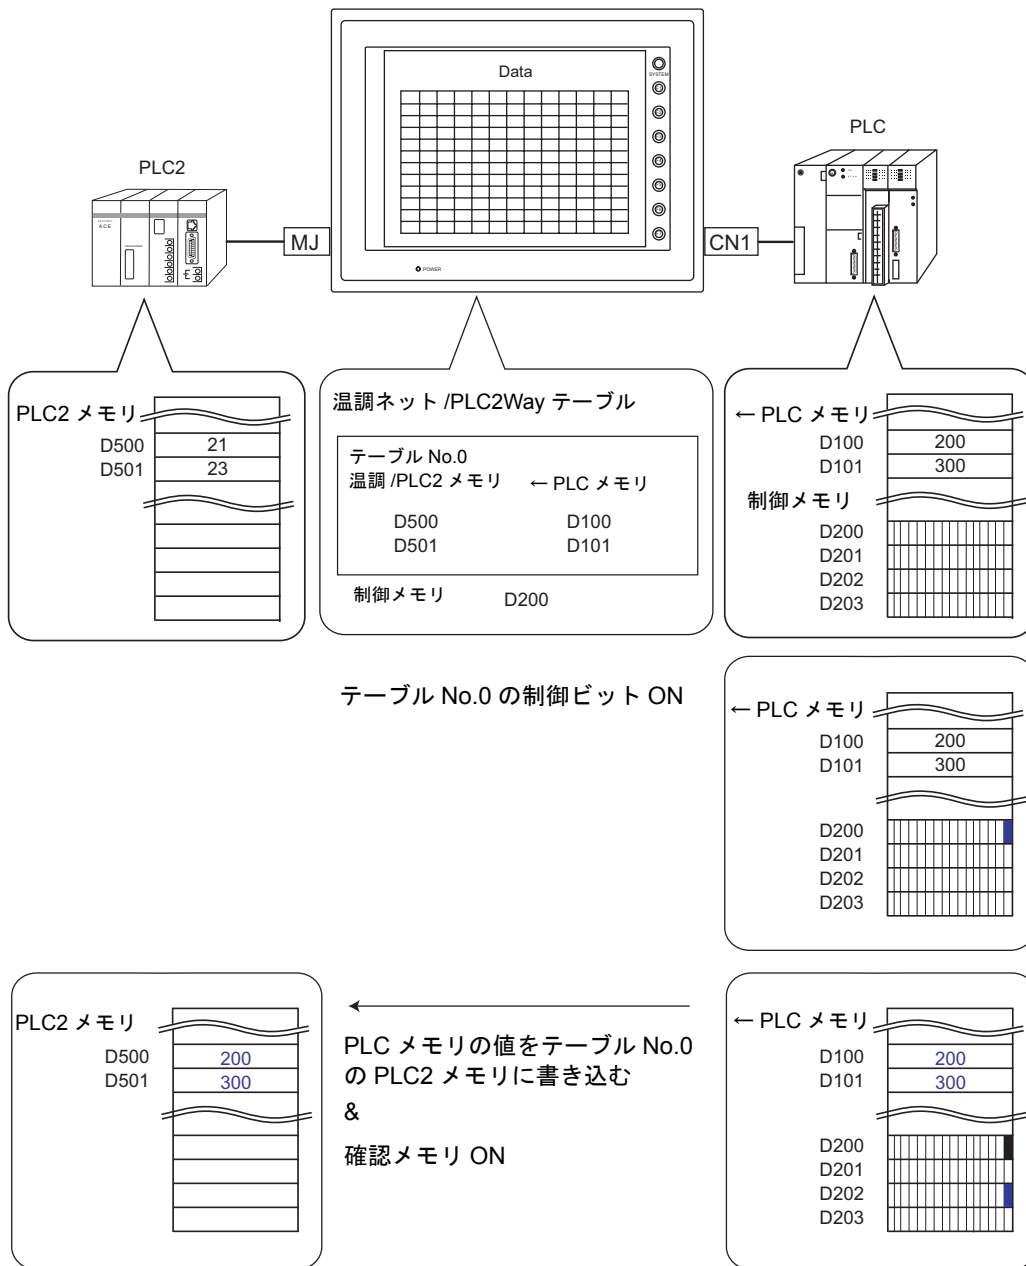 Data
SYSTEM
PLC
PLC2
ACE
MJ
CN1
POWER
PLC2 メモリ
D500 21
D501 23
温調ネット /PLC2Way テーブル
テーブル No.0
温調 /PLC2 メモリ ← PLC メモリ
D500 D100
D501 D101
制御メモリ D200
← PLC メモリ
D100 200
D101 300
制御メモリ
D200
D201
D202
D203
テーブル No.0 の制御ビット ON
← PLC メモリ
D100 200
D101 300
D200
D201
D202
D203
PLC2 メモリ
D500 200
D501 300
PLC メモリの値をテーブル No.0
の PLC2 メモリに書き込む
&
確認メモリ ON
← PLC メモリ
D100 200
D101 300
D200
D201
D202
D203